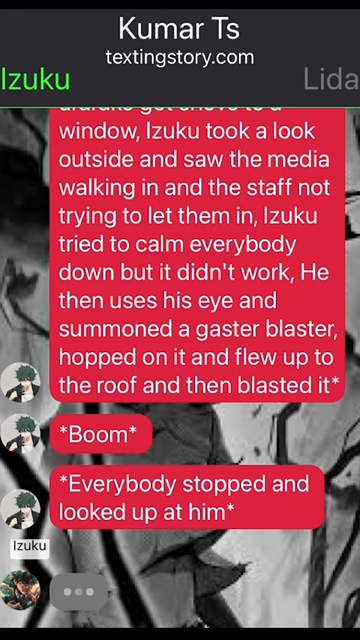 Kumar Ts
textingstory.com
Izuku
Lida
window, Izuku took a look
outside and saw the media
walking in and the staff not
trying to let them in, Izuku
tried to calm everybody
down but it didn't work, He
then uses his eye and
summoned a gaster blaster,
hopped on it and flew up to
the roof and then blasted it*
*Boom*
*Everybody stopped and
looked up at him*
Izuku